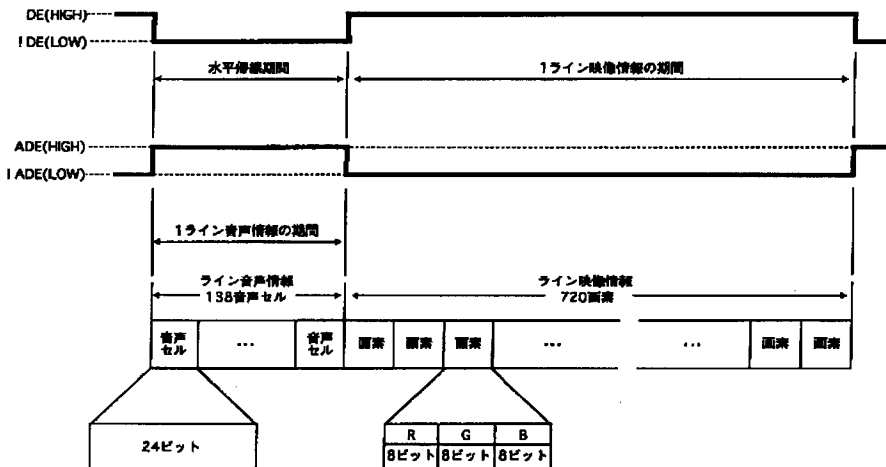 DE(HIGH)
! DE(LOW)
水平帰線期間
1ライン映像情報の期間
ADE(HIGH)
! ADE(LOW)
1ライン音声情報の期間
ライン音声情報
138音声セル
ライン映像情報
720画素
音声
セル
...
音声
セル
画素
画素
画素
...
...
画素
画素
24ビット
R
G
B
8ビット
8ビット
8ビット